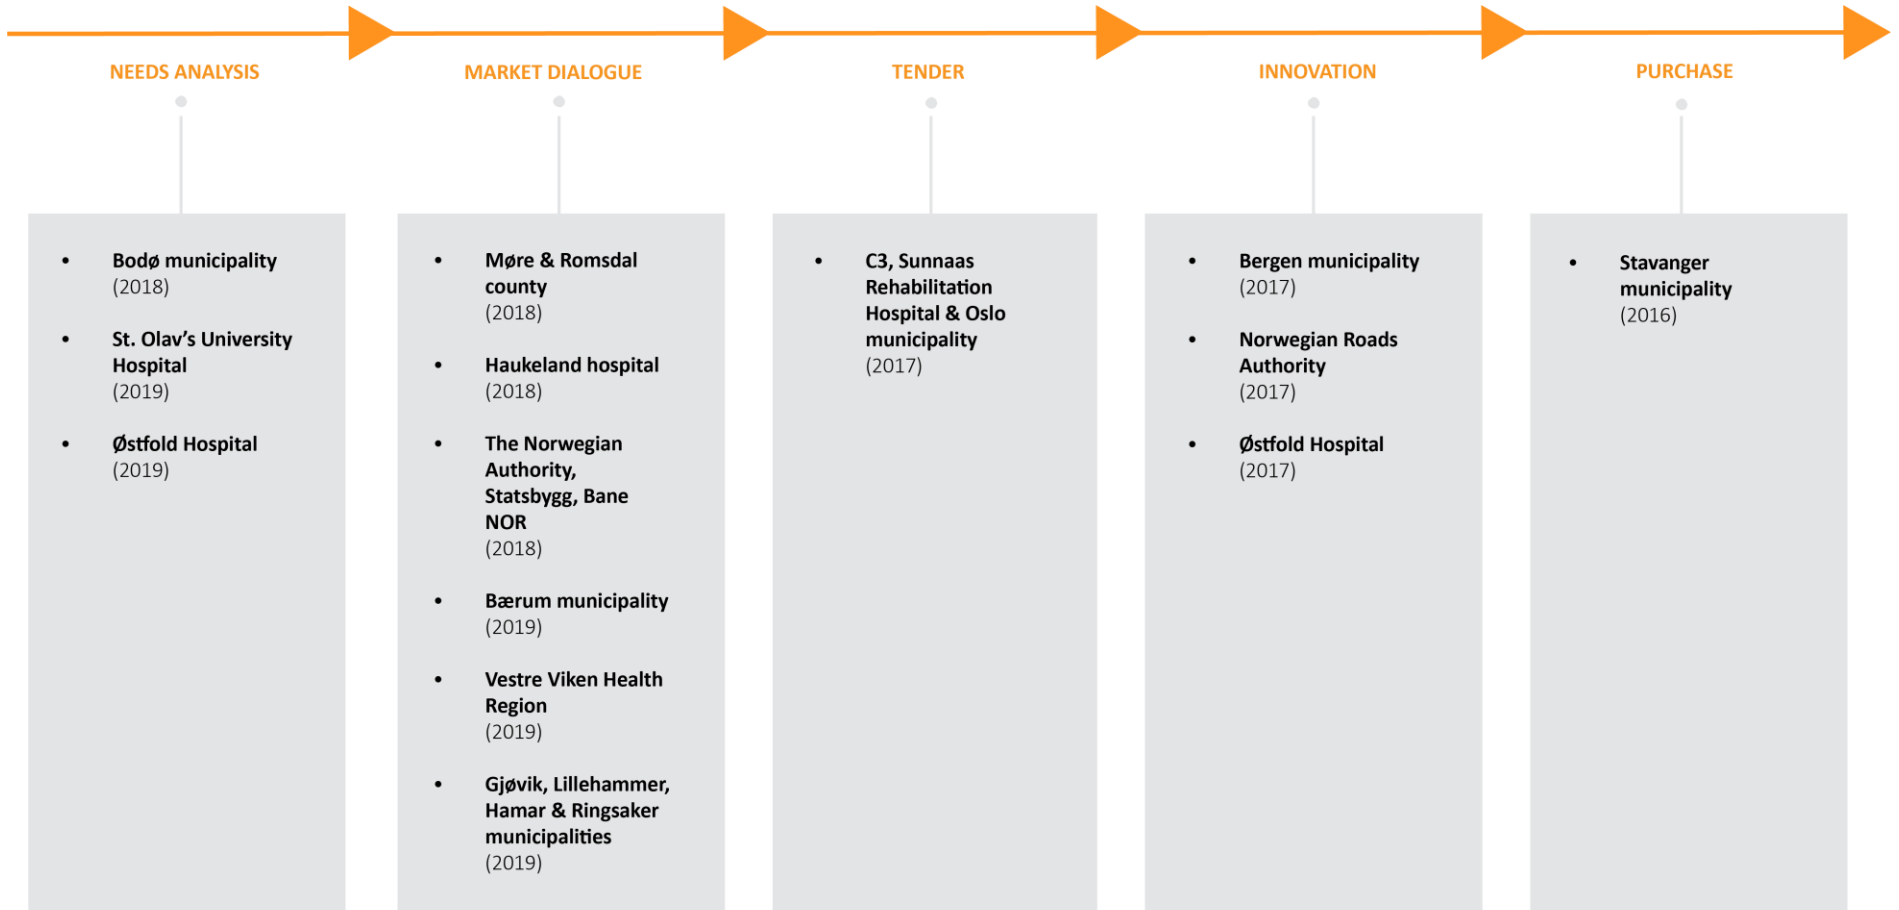 NEEDS ANALYSIS
MARKET DIALOGUE
TENDER
INNOVATION
PURCHASE
• Bodø municipality
(2018)
• St. Olav’s University
Hospital
(2019)
• Østfold Hospital
(2019)
• Møre & Romsdal
county
(2018)
• Haukeland hospital
(2018)
• The Norwegian
Authority,
Statsbygg, Bane
NOR
(2018)
• Bærum municipality
(2019)
• Vestre Viken Health
Region
(2019)
• Gjøvik, Lillehammer,
Hamar & Ringsaker
municipalities
(2019)
• C3, Sunnaas
Rehabilitation
Hospital & Oslo
municipality
(2017)
• Bergen municipality
(2017)
• Norwegian Roads
Authority
(2017)
• Østfold Hospital
(2017)
• Stavanger
municipality
(2016)